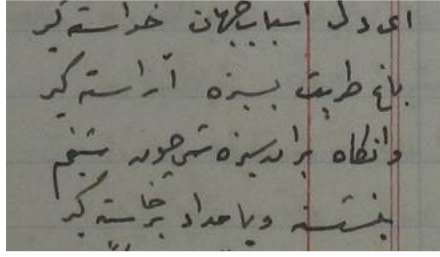 ای دل اسباب جهان خواسته گیر
باغ طربت بسبزه آراسته گیر
وانگاه بر آن سبزه شبی چون شبنم
بنشسته و بامداد برخاسته گیر